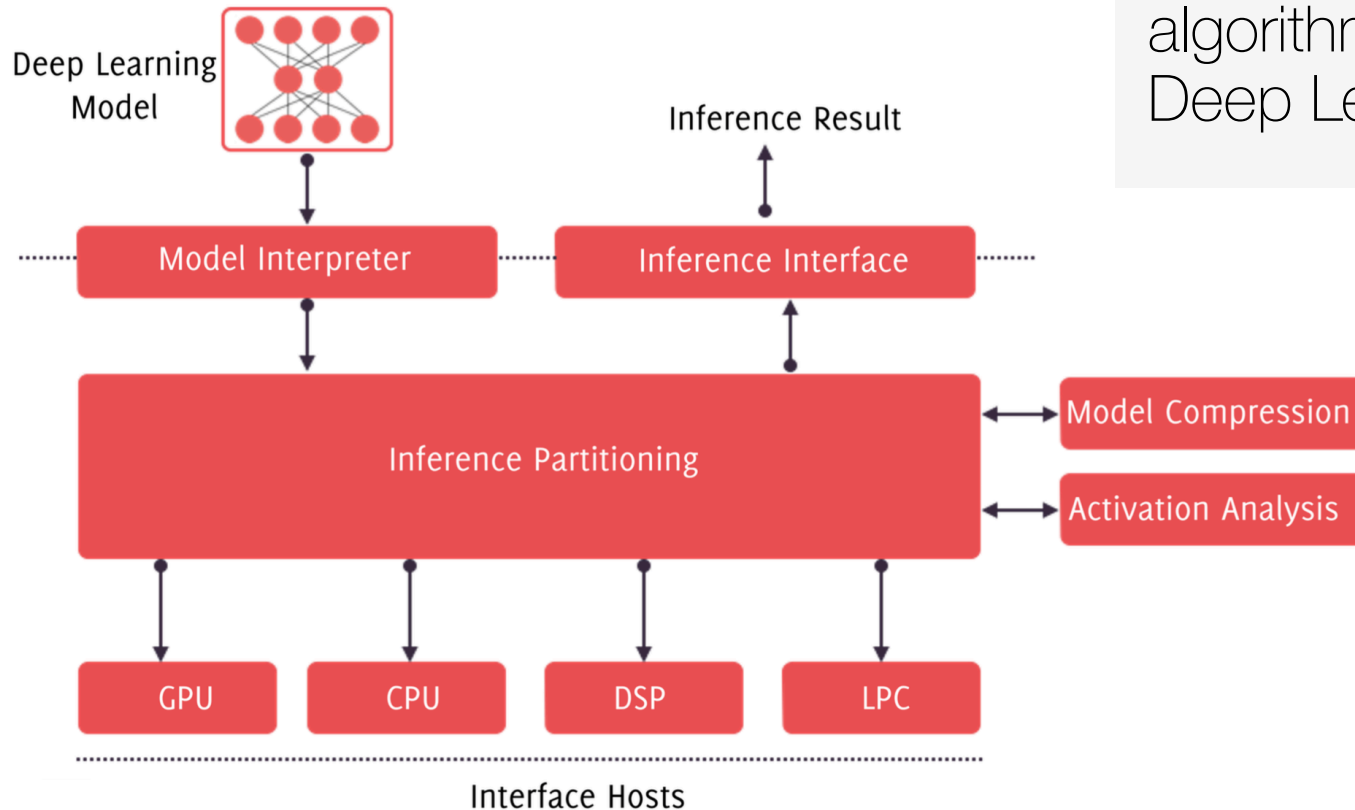 algorithm
Deep Le
Deep Learning
Model
Inference Result
Model Interpreter
Inference Interface
Inference Partitioning
Model Compression
Activation Analysis
GPU
CPU
DSP
LPC
Interface Hosts